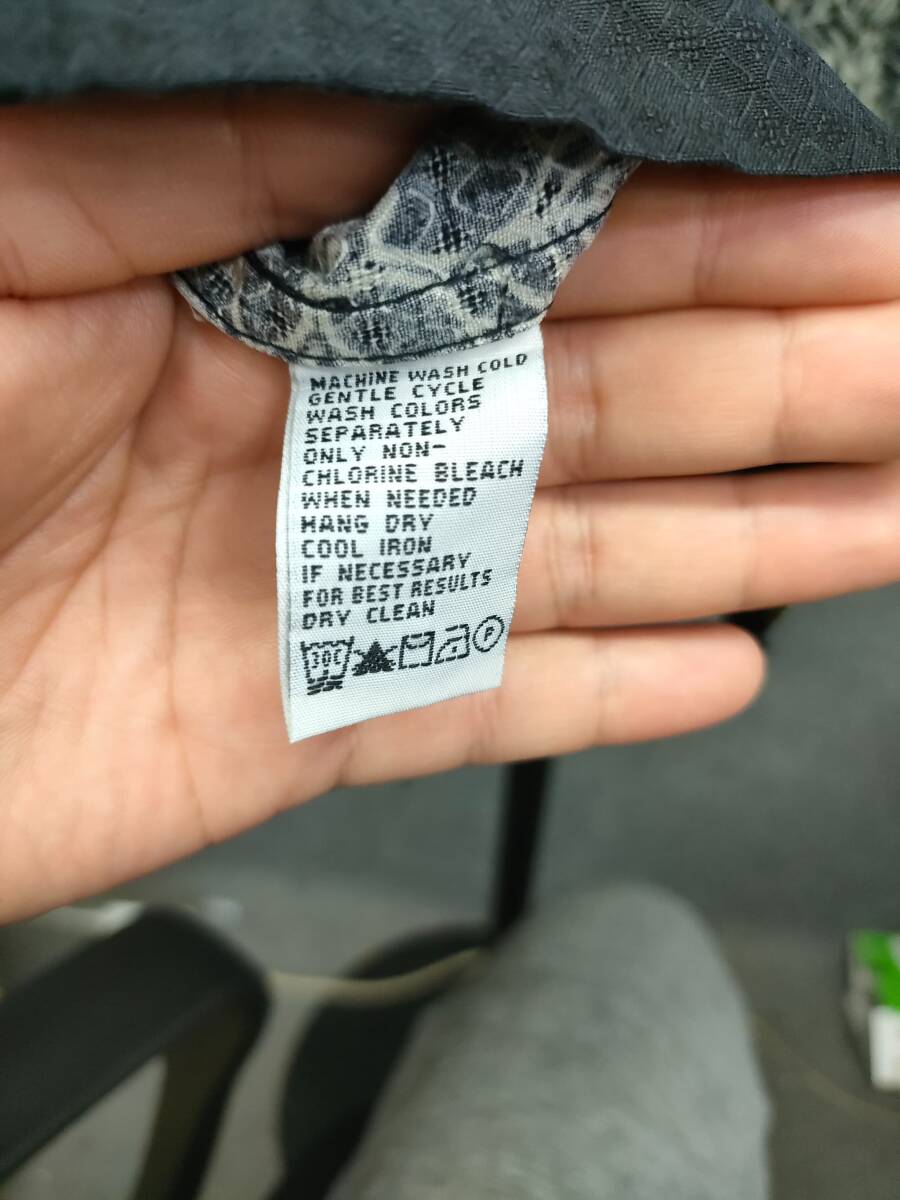 MACHINE WASH COLD
GENTLE CYCLE
WASH COLORS
SEPARATELY
ONLY NON-
CHLORINE BLEACH
WHEN NEEDED
HANG DRY
COOL IRON
IF NECESSARY
FOR BEST RESULTS
DRY CLEAN
30C P